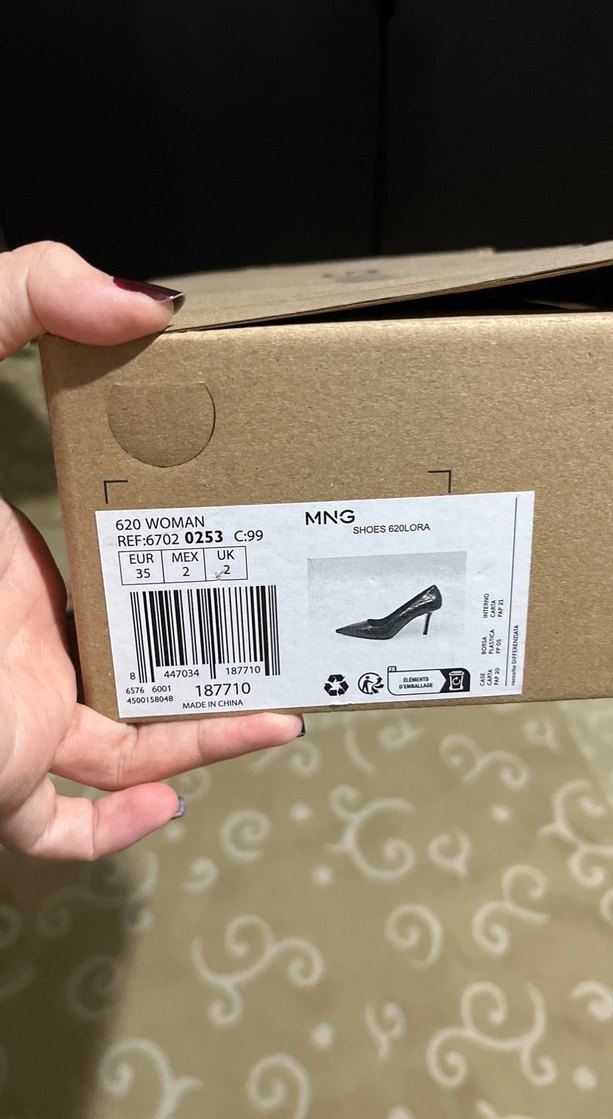 620 WOMAN
REF:6702 0253 C:99
EUR MEX UK
35 2 2
MNG
SHOES 620LORA
8 447034 187710
6576 6001
187710
4500158048
MADE IN CHINA
FR
ÉLÉMENTS
D'EMBALLAGE
CASE
CARTA
PAP 20
BORSA
PLASTICA
PP 05
INTERNO
CARTA
PAP 21
raccolta DIFFERENZIATA